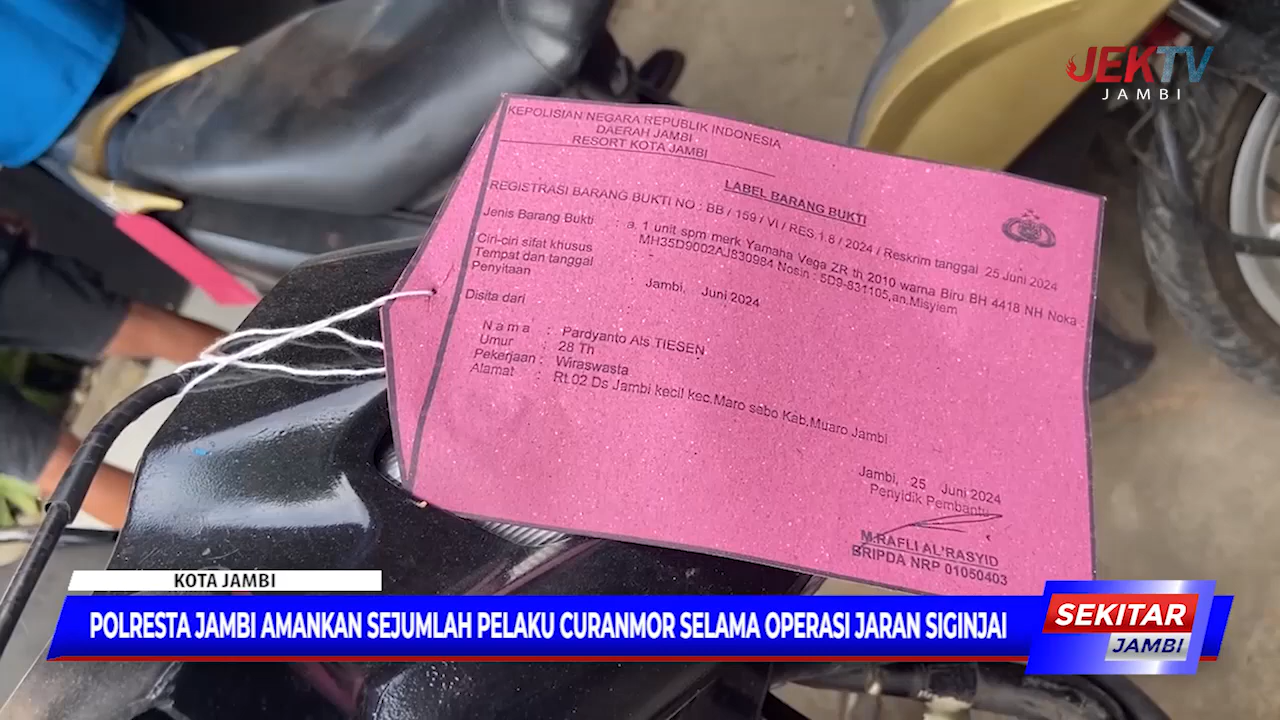 JEKTV
JAMBI
KEPOLISIAN NEGARA REPUBLIK INDONESIA
DAERAH JAMBI
RESORT KOTA JAMBI
LABEL BARANG BUKTI
REGISTRASI BARANG BUKTI NO : BB / 159 / VI / RES.1.8 / 2024 / Reskrim tanggal 25 Juni 2024
Jenis Barang Bukti : a, 1 unit spm merk Yamaha Vega ZR th 2010 warna Biru BH 4418 NH Noka
MH35D9002AJ830984 Nosin : 5D9-831105,an.Misyiem
Ciri-ciri sifat khusus : -
Tempat dan tanggal
Penyitaan Jambi, Juni 2024
Disita dari
Nama : Pardyanto Als TIESEN
Umur : 28 Th
Pekerjaan : Wiraswasta
Alamat : Rt.02 Ds Jambi kecil kec.Maro sebo Kab.Muaro Jambi
Jambi, 25 Juni 2024
Penyidik Pembantu
M.RAFLI AL'RASYID
BRIPDA NRP 01050403
KOTA JAMBI
POLRESTA JAMBI AMANKAN SEJUMLAH PELAKU CURANMOR SELAMA OPERASI JARAN SIGINJAI
SEKITAR
JAMBI